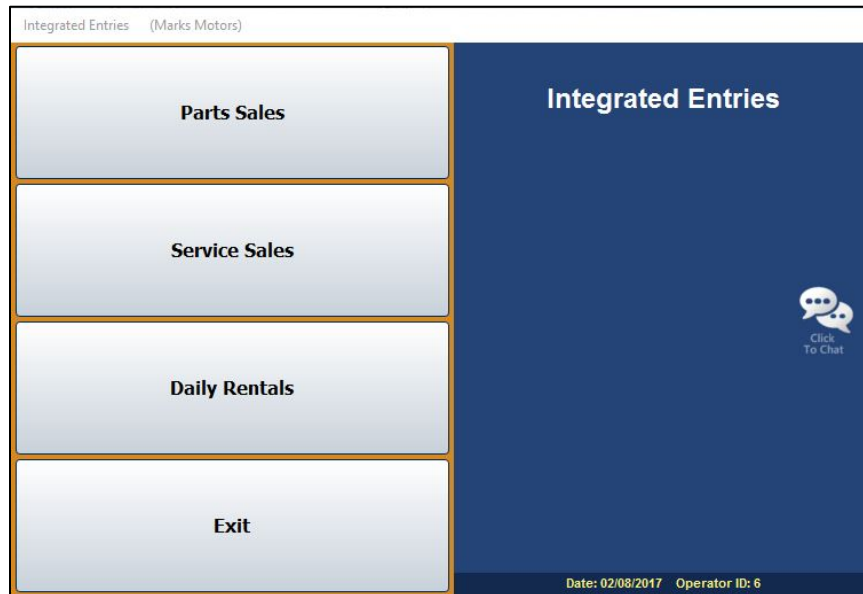 Integrated Entries (Marks Motors)
Parts Sales
Service Sales
Daily Rentals
Exit
Integrated Entries
Click
To Chat
Date: 02/08/2017 Operator ID: 6